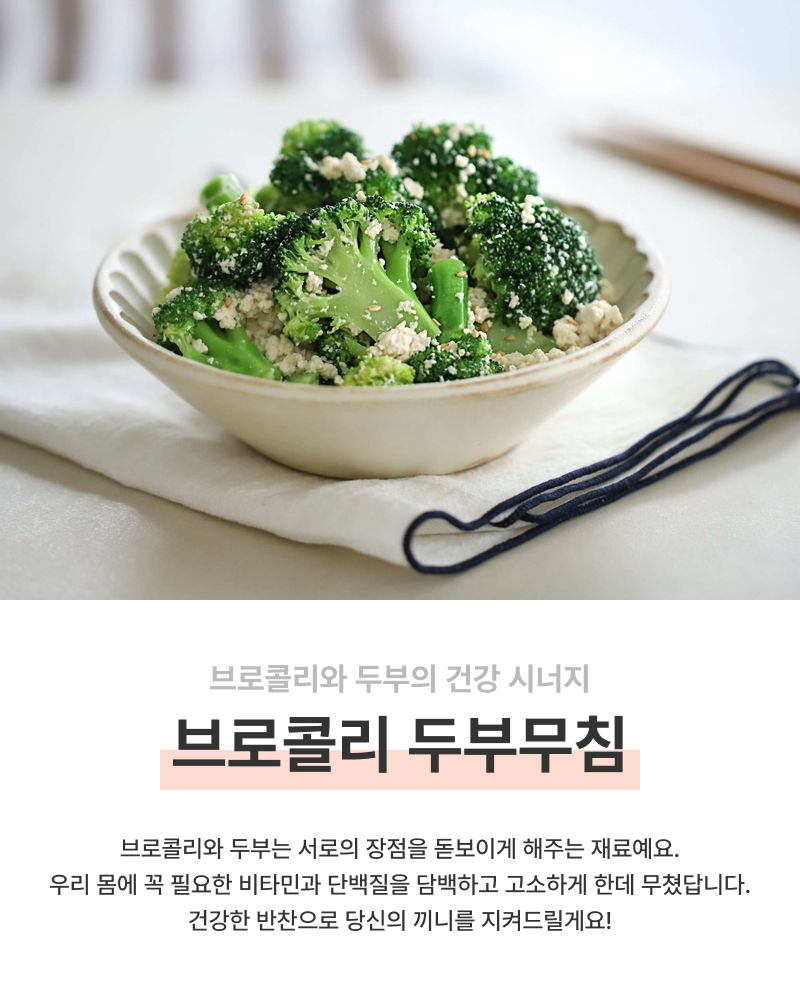 브로콜리와 두부의 건강 시너지
브로콜리 두부무침
브로콜리와 두부는 서로의 장점을 돋보이게 해주는 재료예요.
우리 몸에 꼭 필요한 비타민과 단백질을 담백하고 고소하게 한데 무쳤답니다.
건강한 반찬으로 당신의 끼니를 지켜드릴게요!